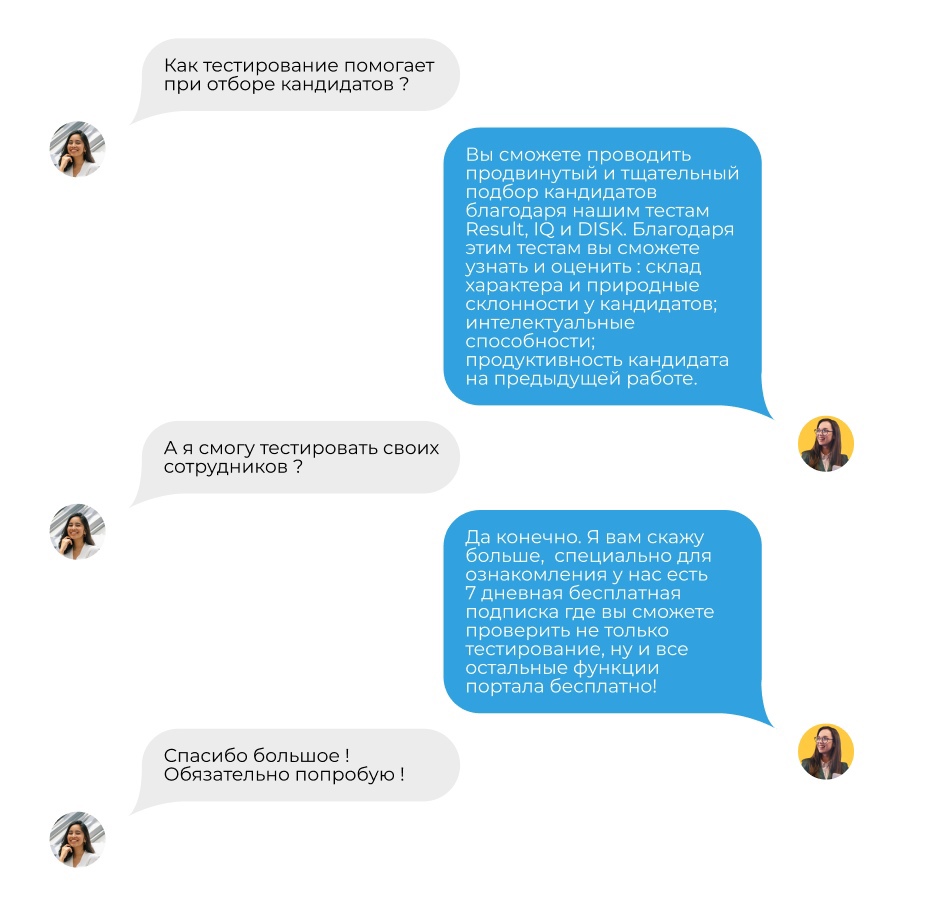 Как тестирование помогает
при отборе кандидатов ?
Вы сможете проводить
продвинутый и тщательный
подбор кандидатов
благодаря нашим тестам
Result, IQ и DISK. Благодаря
этим тестам вы сможете
узнать и оценить : склад
характера и природные
склонности у кандидатов;
интелектуальные
способности;
продуктивность кандидата
на предыдущей работе.
А я смогу тестировать своих
сотрудников ?
Да конечно. Я вам скажу
больше,  специально для
ознакомления у нас есть
7 дневная бесплатная
подписка где вы сможете
проверить не только
тестирование, ну и все
остальные функции
портала бесплатно!
Спасибо большое !
Обязательно попробую !